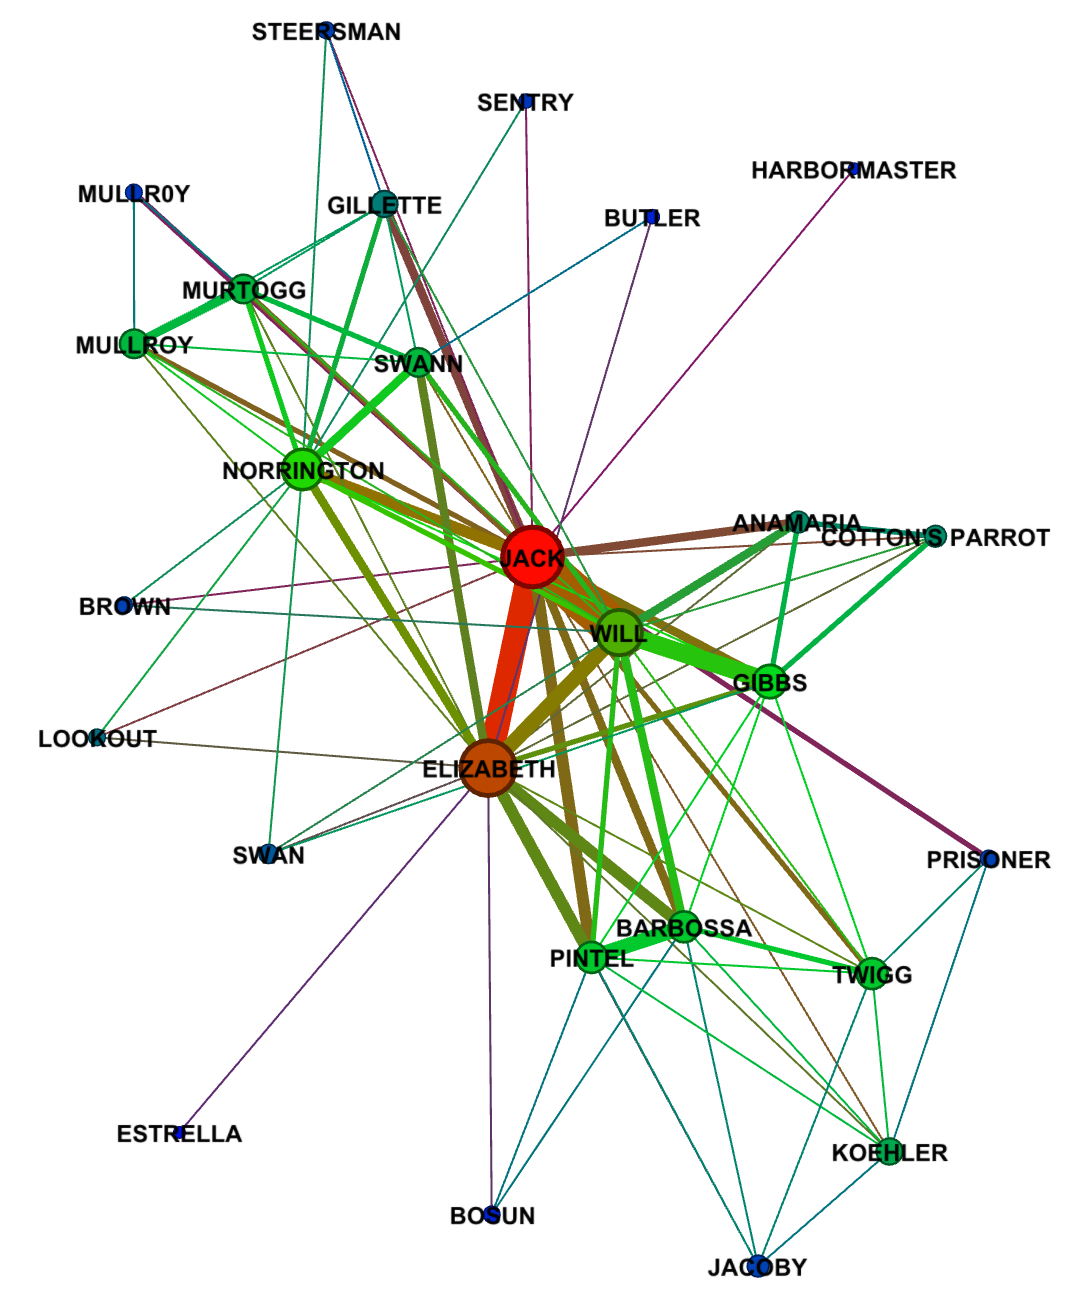 STEERSMAN
SENTRY
HARBORMASTER
MULLR0Y
GILLETTE
BUTLER
MURTOGG
MULLROY
SWANN
NORRINGTON
ANAMARIA
COTTON'S PARROT
JACK
BROWN
WILL
GIBBS
LOOKOUT
ELIZABETH
SWAN
PRISONER
BARBOSSA
PINTEL
TWIGG
ESTRELLA
KOEHLER
BOSUN
JACOBY